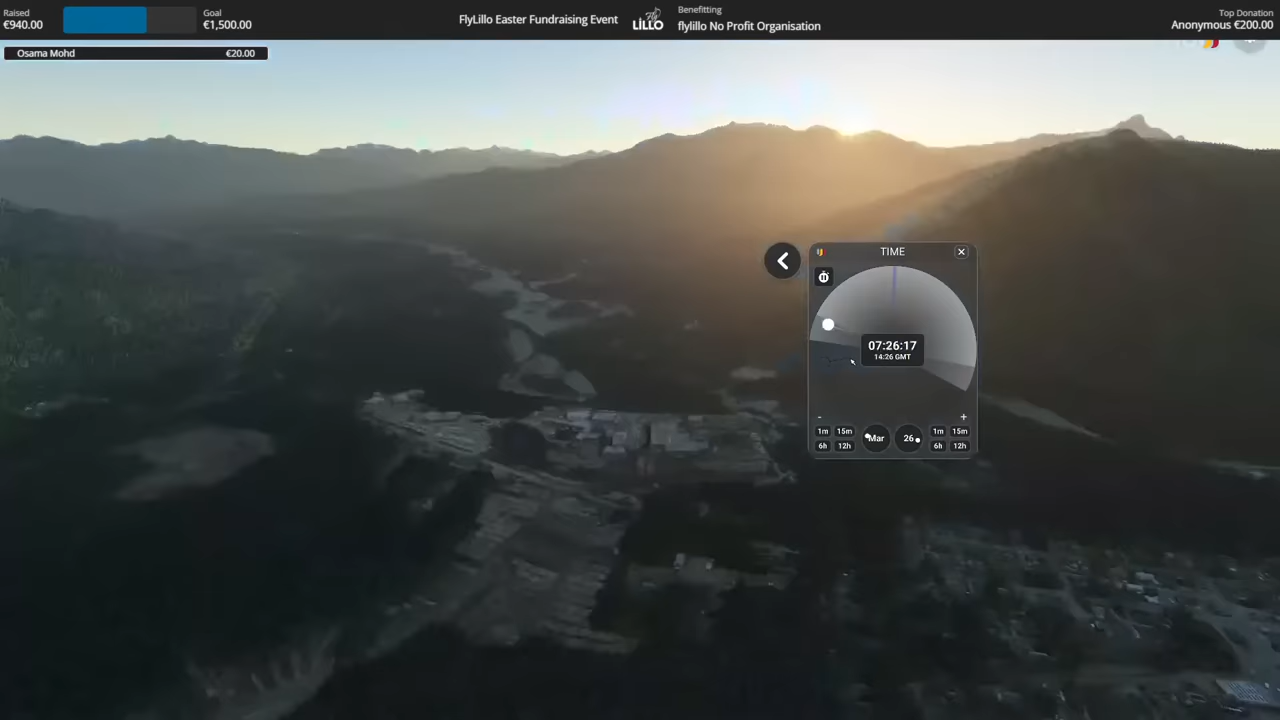 Raised
€940.00
Goal
€1,500.00
FlyLillo Easter Fundraising Event
Fly
LILLO
Benefitting
flylillo No Profit Organisation
Top Donation
Anonymous €200.00
Osama Mohd €20.00
TIME
07:26:17
14:26 GMT
- +
1m 15m Mar 26 1m 15m
6h 12h 6h 12h